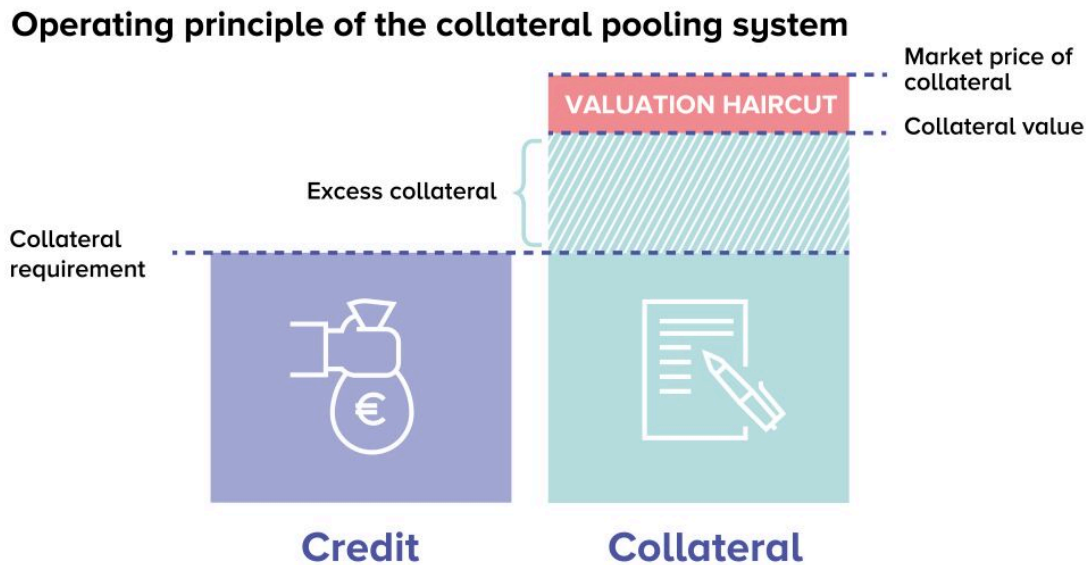 Operating principle of the collateral pooling system
Market price of
collateral
VALUATION HAIRCUT
Collateral value
Excess collateral
Collateral
requirement
€
Credit
Collateral